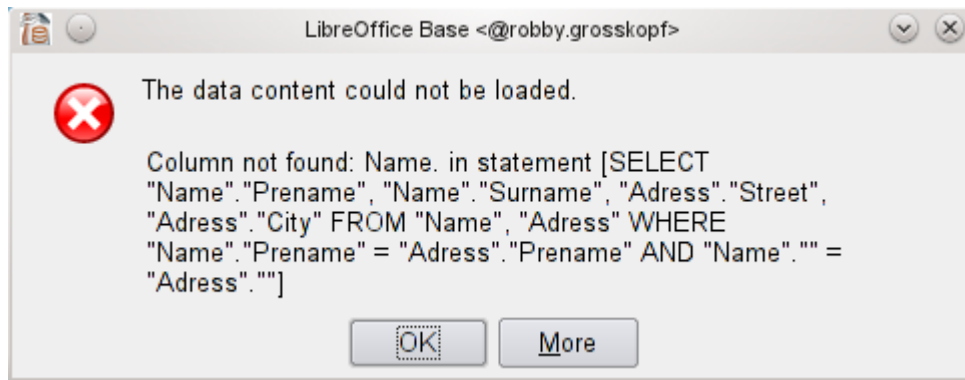 LibreOffice Base <@robby.grosskopf>
The data content could not be loaded.
Column not found: Name. in statement [SELECT
"Name"."Prename", "Name"."Surname", "Adress"."Street",
"Adress"."City" FROM "Name", "Adress" WHERE
"Name"."Prename" = "Adress"."Prename" AND "Name"."" =
"Adress".""]
OK
More